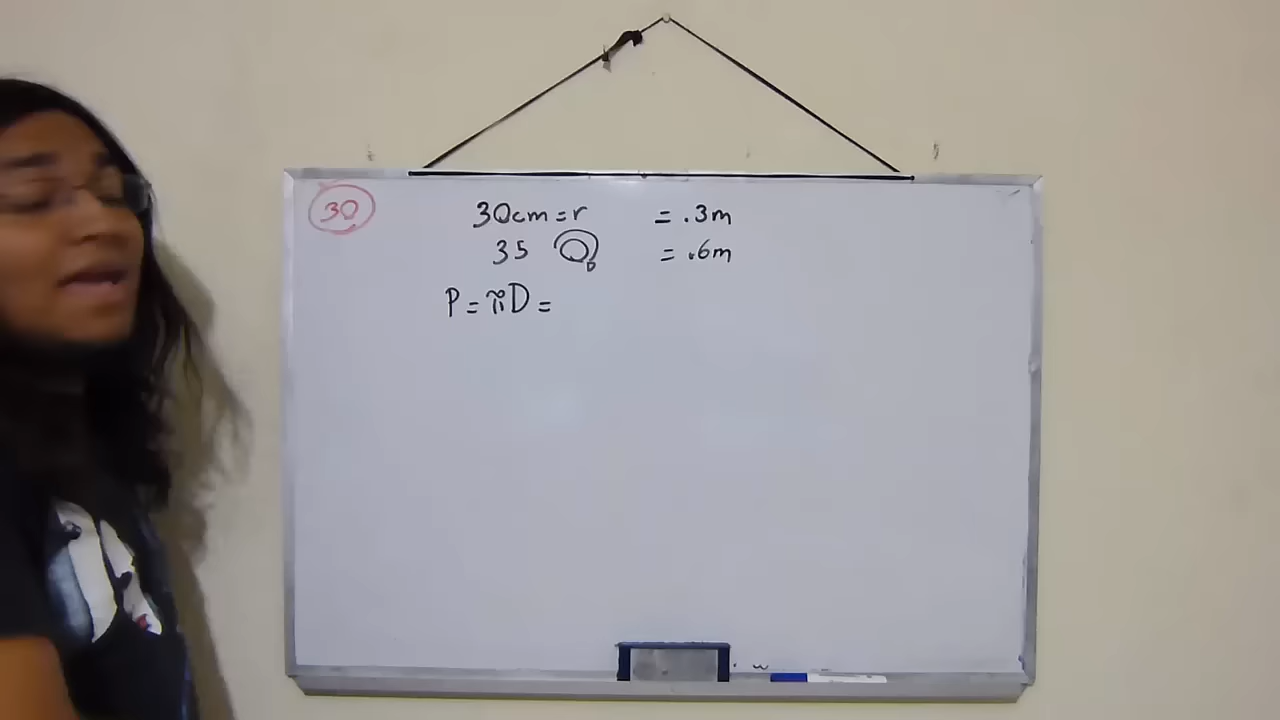 30
30cm=r = .3m
35 = .6m
P = πD =